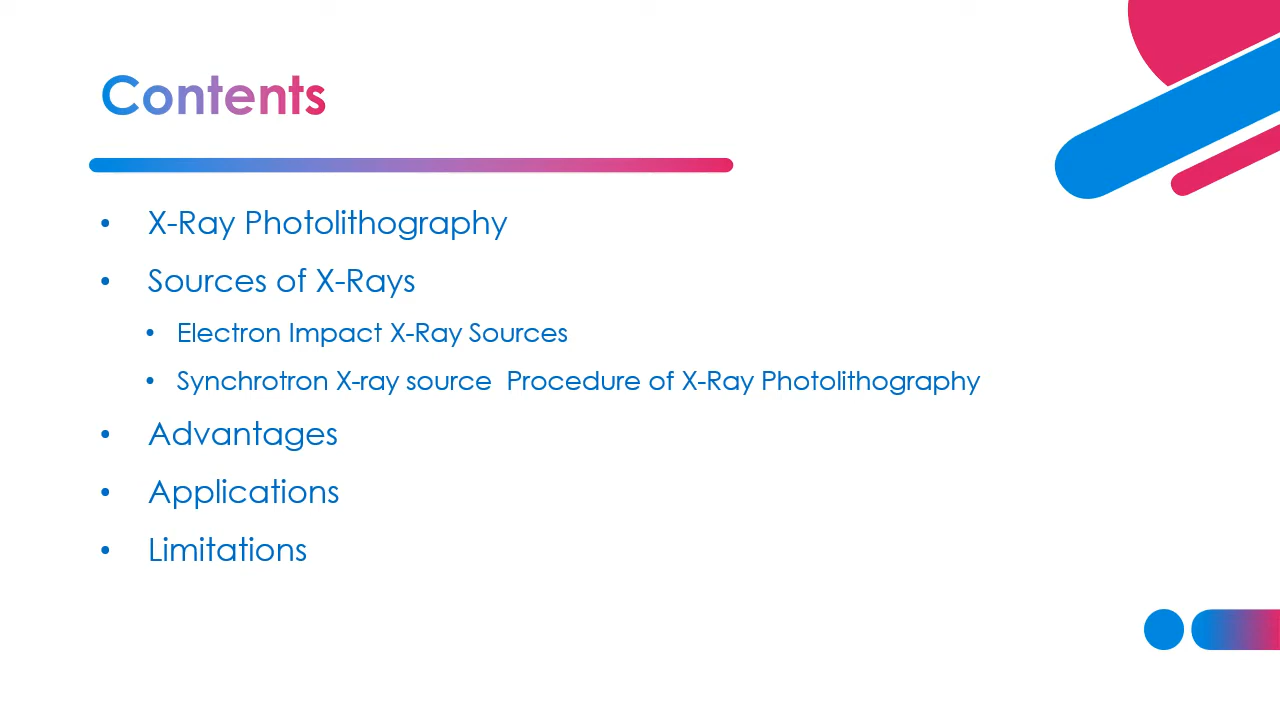 Contents
• X-Ray Photolithography
• Sources of X-Rays
• Electron Impact X-Ray Sources
• Synchrotron X-ray source  Procedure of X-Ray Photolithography
• Advantages
• Applications
• Limitations